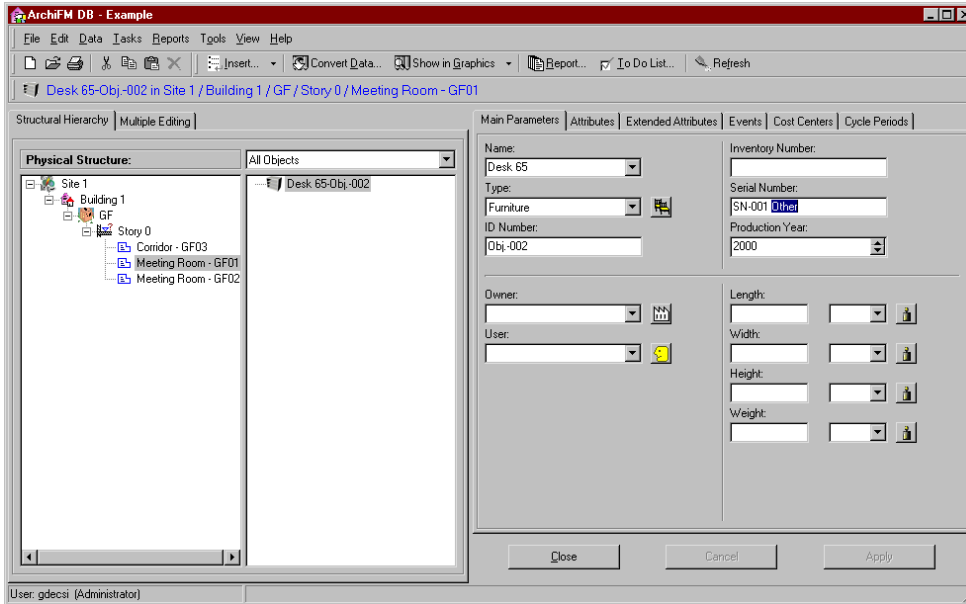 ArchiFM DB - Example
File Edit Data Tasks Reports Tools View Help
Insert... Convert Data... Show in Graphics Report... To Do List... Refresh
Desk 65-Obj.-002 in Site 1 / Building 1 / GF / Story 0 / Meeting Room - GF01
Structural Hierarchy Multiple Editing
Main Parameters Attributes Extended Attributes Events Cost Centers Cycle Periods
Physical Structure:
All Objects
Site 1
Building 1
GF
Story 0
Corridor - GF03
Meeting Room - GF01
Meeting Room - GF02
Desk 65-Obj.-002
Name:
Desk 65
Type:
Furniture
ID Number:
Obj.-002
Inventory Number:
Serial Number:
SN-001 Other
Production Year:
2000
Owner:
User:
Length:
Width:
Height:
Weight:
Close Cancel Apply
User: gdecsi (Administrator)